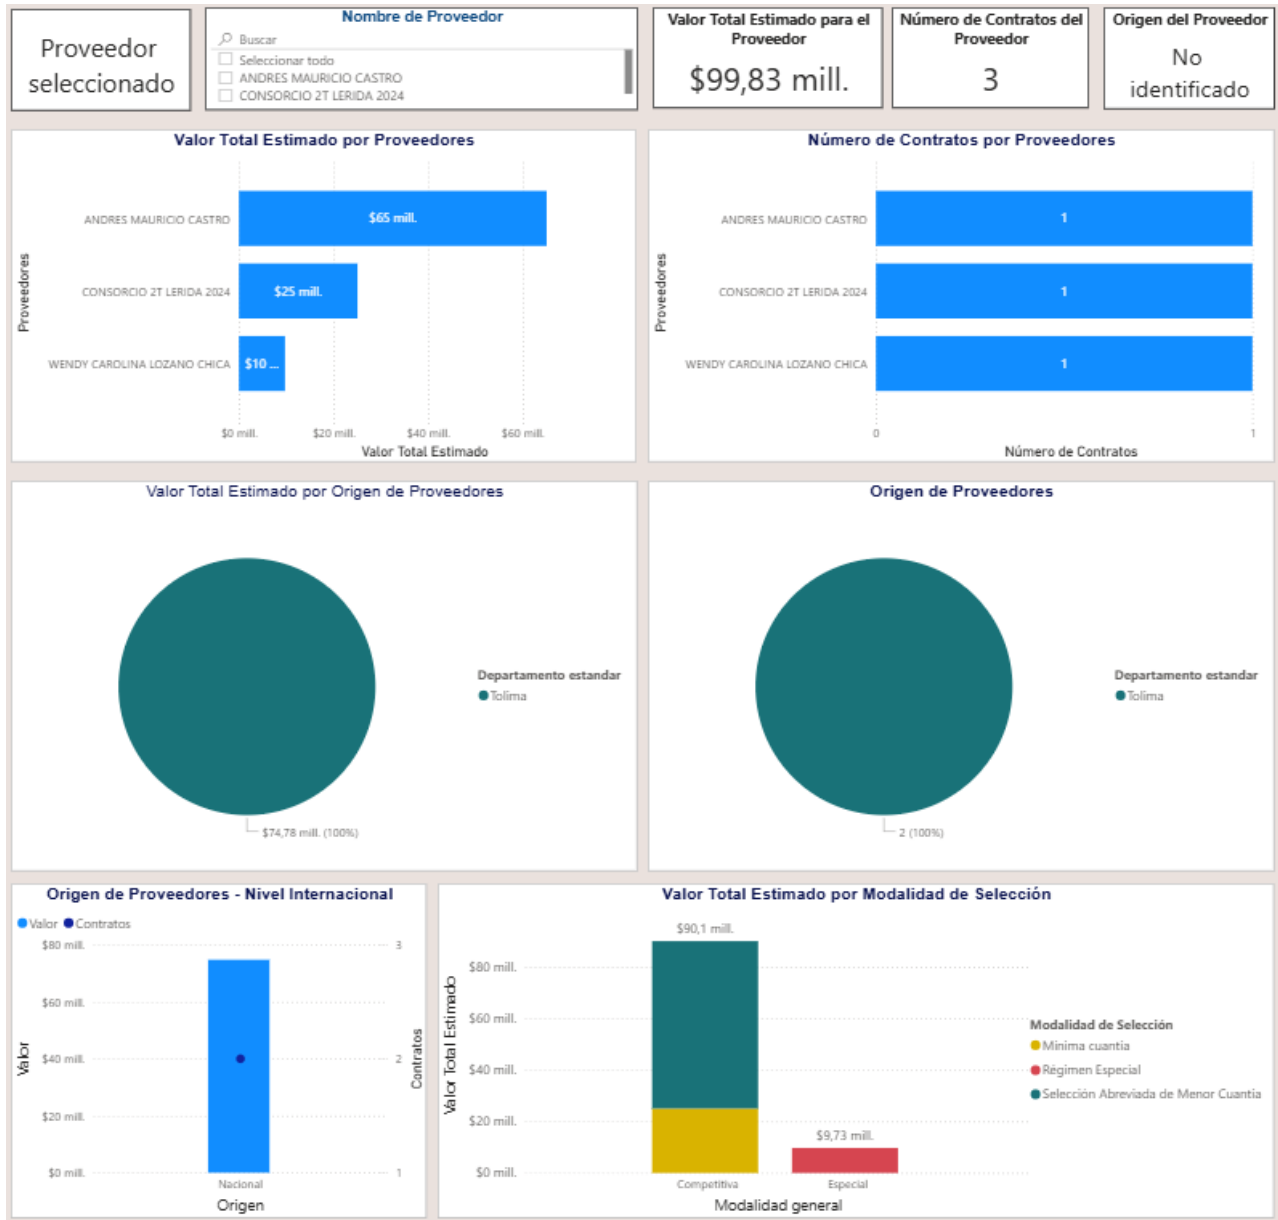 Proveedor
seleccionado
Nombre de Proveedor
Buscar
Seleccionar todo
ANDRES MAURICIO CASTRO
CONSORCIO 2T LERIDA 2024
Valor Total Estimado para el
Proveedor
$99,83 mill.
Número de Contratos del
Proveedor
3
Origen del Proveedor
No
identificado
Valor Total Estimado por Proveedores
Proveedores
ANDRES MAURICIO CASTRO
$65 mill.
CONSORCIO 2T LERIDA 2024
$25 mill.
WENDY CAROLINA LOZANO CHICA
$10 ...
$0 mill.
$20 mill.
$40 mill.
$60 mill.
Valor Total Estimado
Número de Contratos por Proveedores
Proveedores
ANDRES MAURICIO CASTRO
1
CONSORCIO 2T LERIDA 2024
1
WENDY CAROLINA LOZANO CHICA
1
0
1
Número de Contratos
Valor Total Estimado por Origen de Proveedores
Departamento estandar
Tolima
$74,78 mill. (100%)
Origen de Proveedores
Departamento estandar
Tolima
2 (100%)
Origen de Proveedores - Nivel Internacional
Valor
Contratos
$80 mill.
3
$60 mill.
$40 mill.
2
$20 mill.
$0 mill.
1
Valor
Contratos
Nacional
Origen
Valor Total Estimado por Modalidad de Selección
Valor Total Estimado
$90,1 mill.
$80 mill.
$60 mill.
$40 mill.
$20 mill.
$0 mill.
$9,73 mill.
Competitiva
Especial
Modalidad general
Modalidad de Selección
Mínima cuantía
Régimen Especial
Selección Abreviada de Menor Cuantía